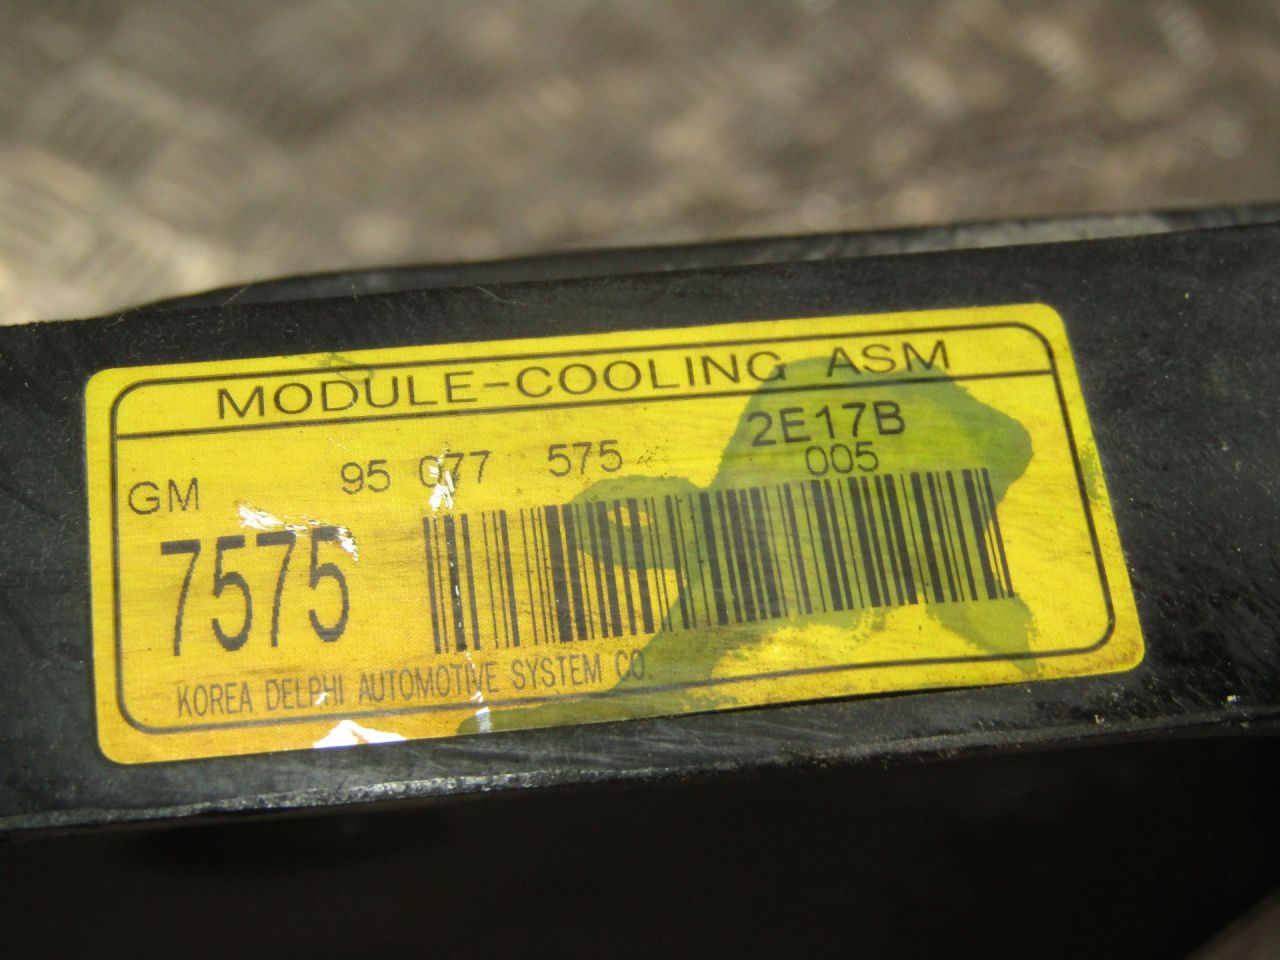 MODULE-COOLING ASM
GM 95 077 575 2E17B
005
7575
KOREA DELPHI AUTOMOTIVE SYSTEM CO.